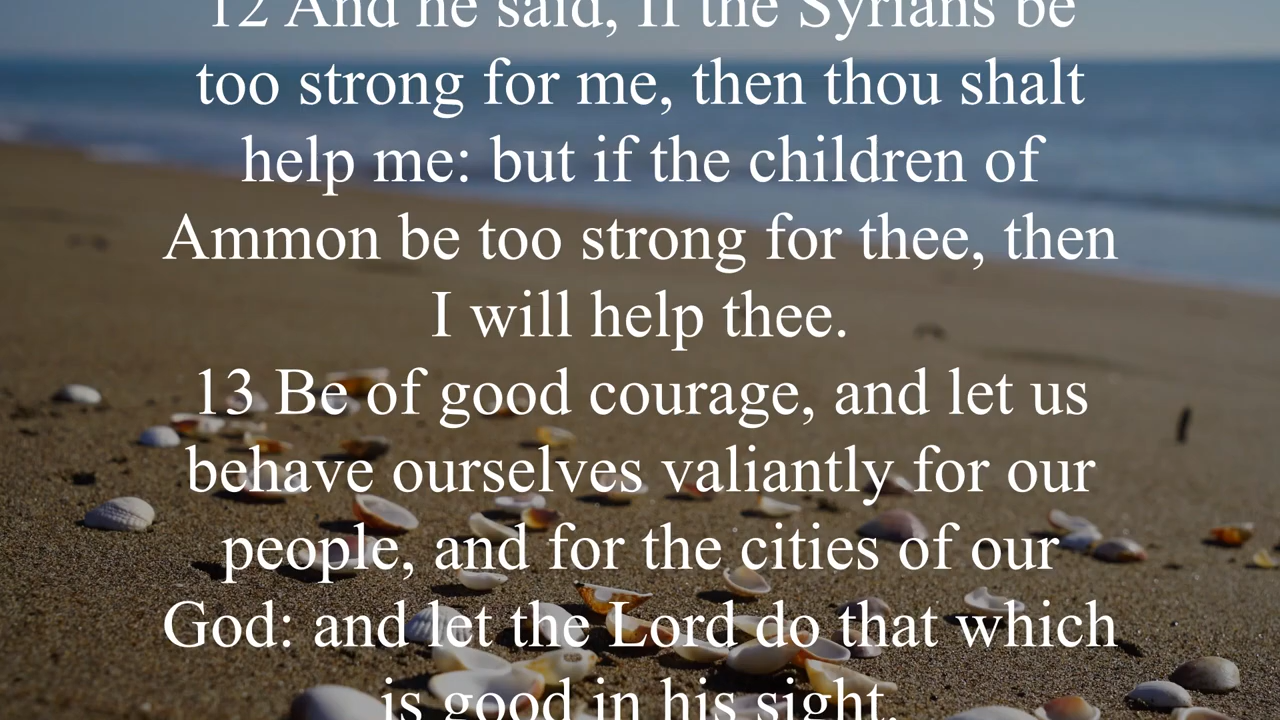 12 And he said, If the Syrians be
too strong for me, then thou shalt
help me: but if the children of
Ammon be too strong for thee, then
I will help thee.
13 Be of good courage, and let us
behave ourselves valiantly for our
people, and for the cities of our
God: and let the Lord do that which
is good in his sight.